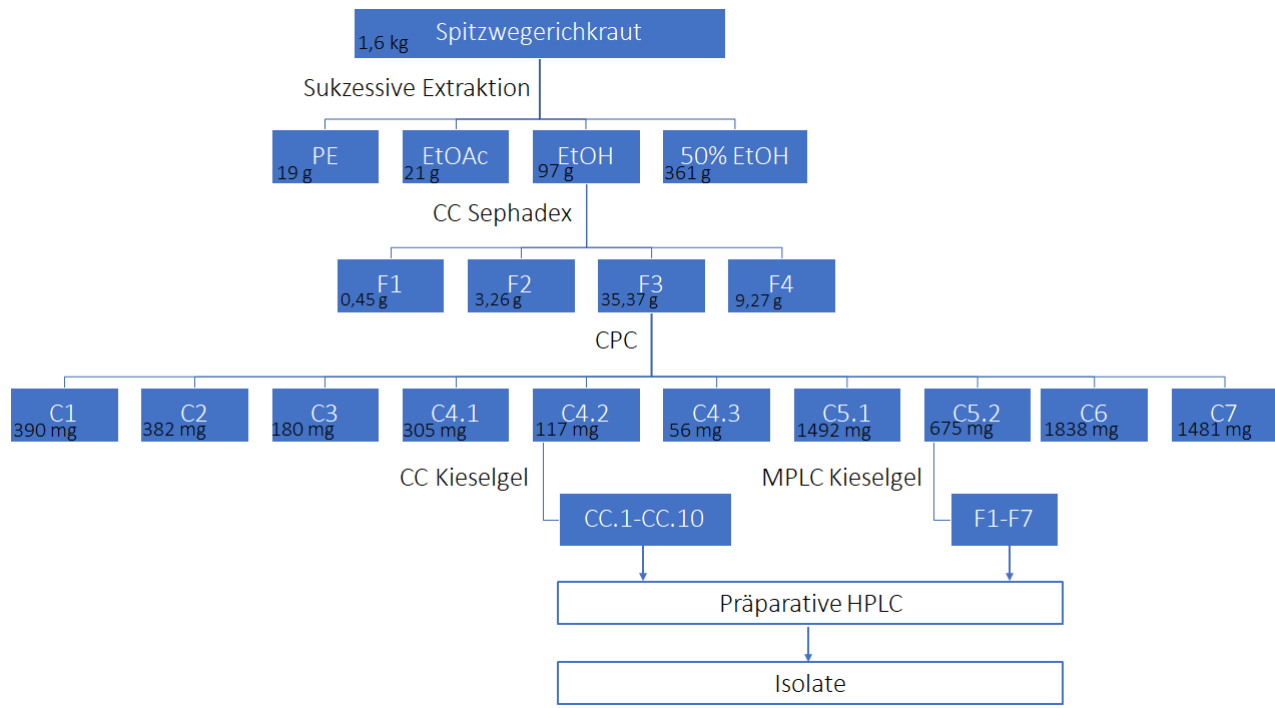 Spitzwegerichkraut
1,6 kg
Sukzessive Extraktion
PE EtOAc EtOH 50% EtOH
19 g 21 g 97 g 361 g
CC Sephadex
F1 F2 F3 F4
0,45 g 3,26 g 35,37 g 9,27 g
CPC
C1 C2 C3 C4.1 C4.2 C4.3 C5.1 C5.2 C6 C7
390 mg 382 mg 180 mg 305 mg 117 mg 56 mg 1492 mg 675 mg 1838 mg 1481 mg
CC Kieselgel MPLC Kieselgel
CC.1-CC.10 F1-F7
Präparative HPLC
Isolate